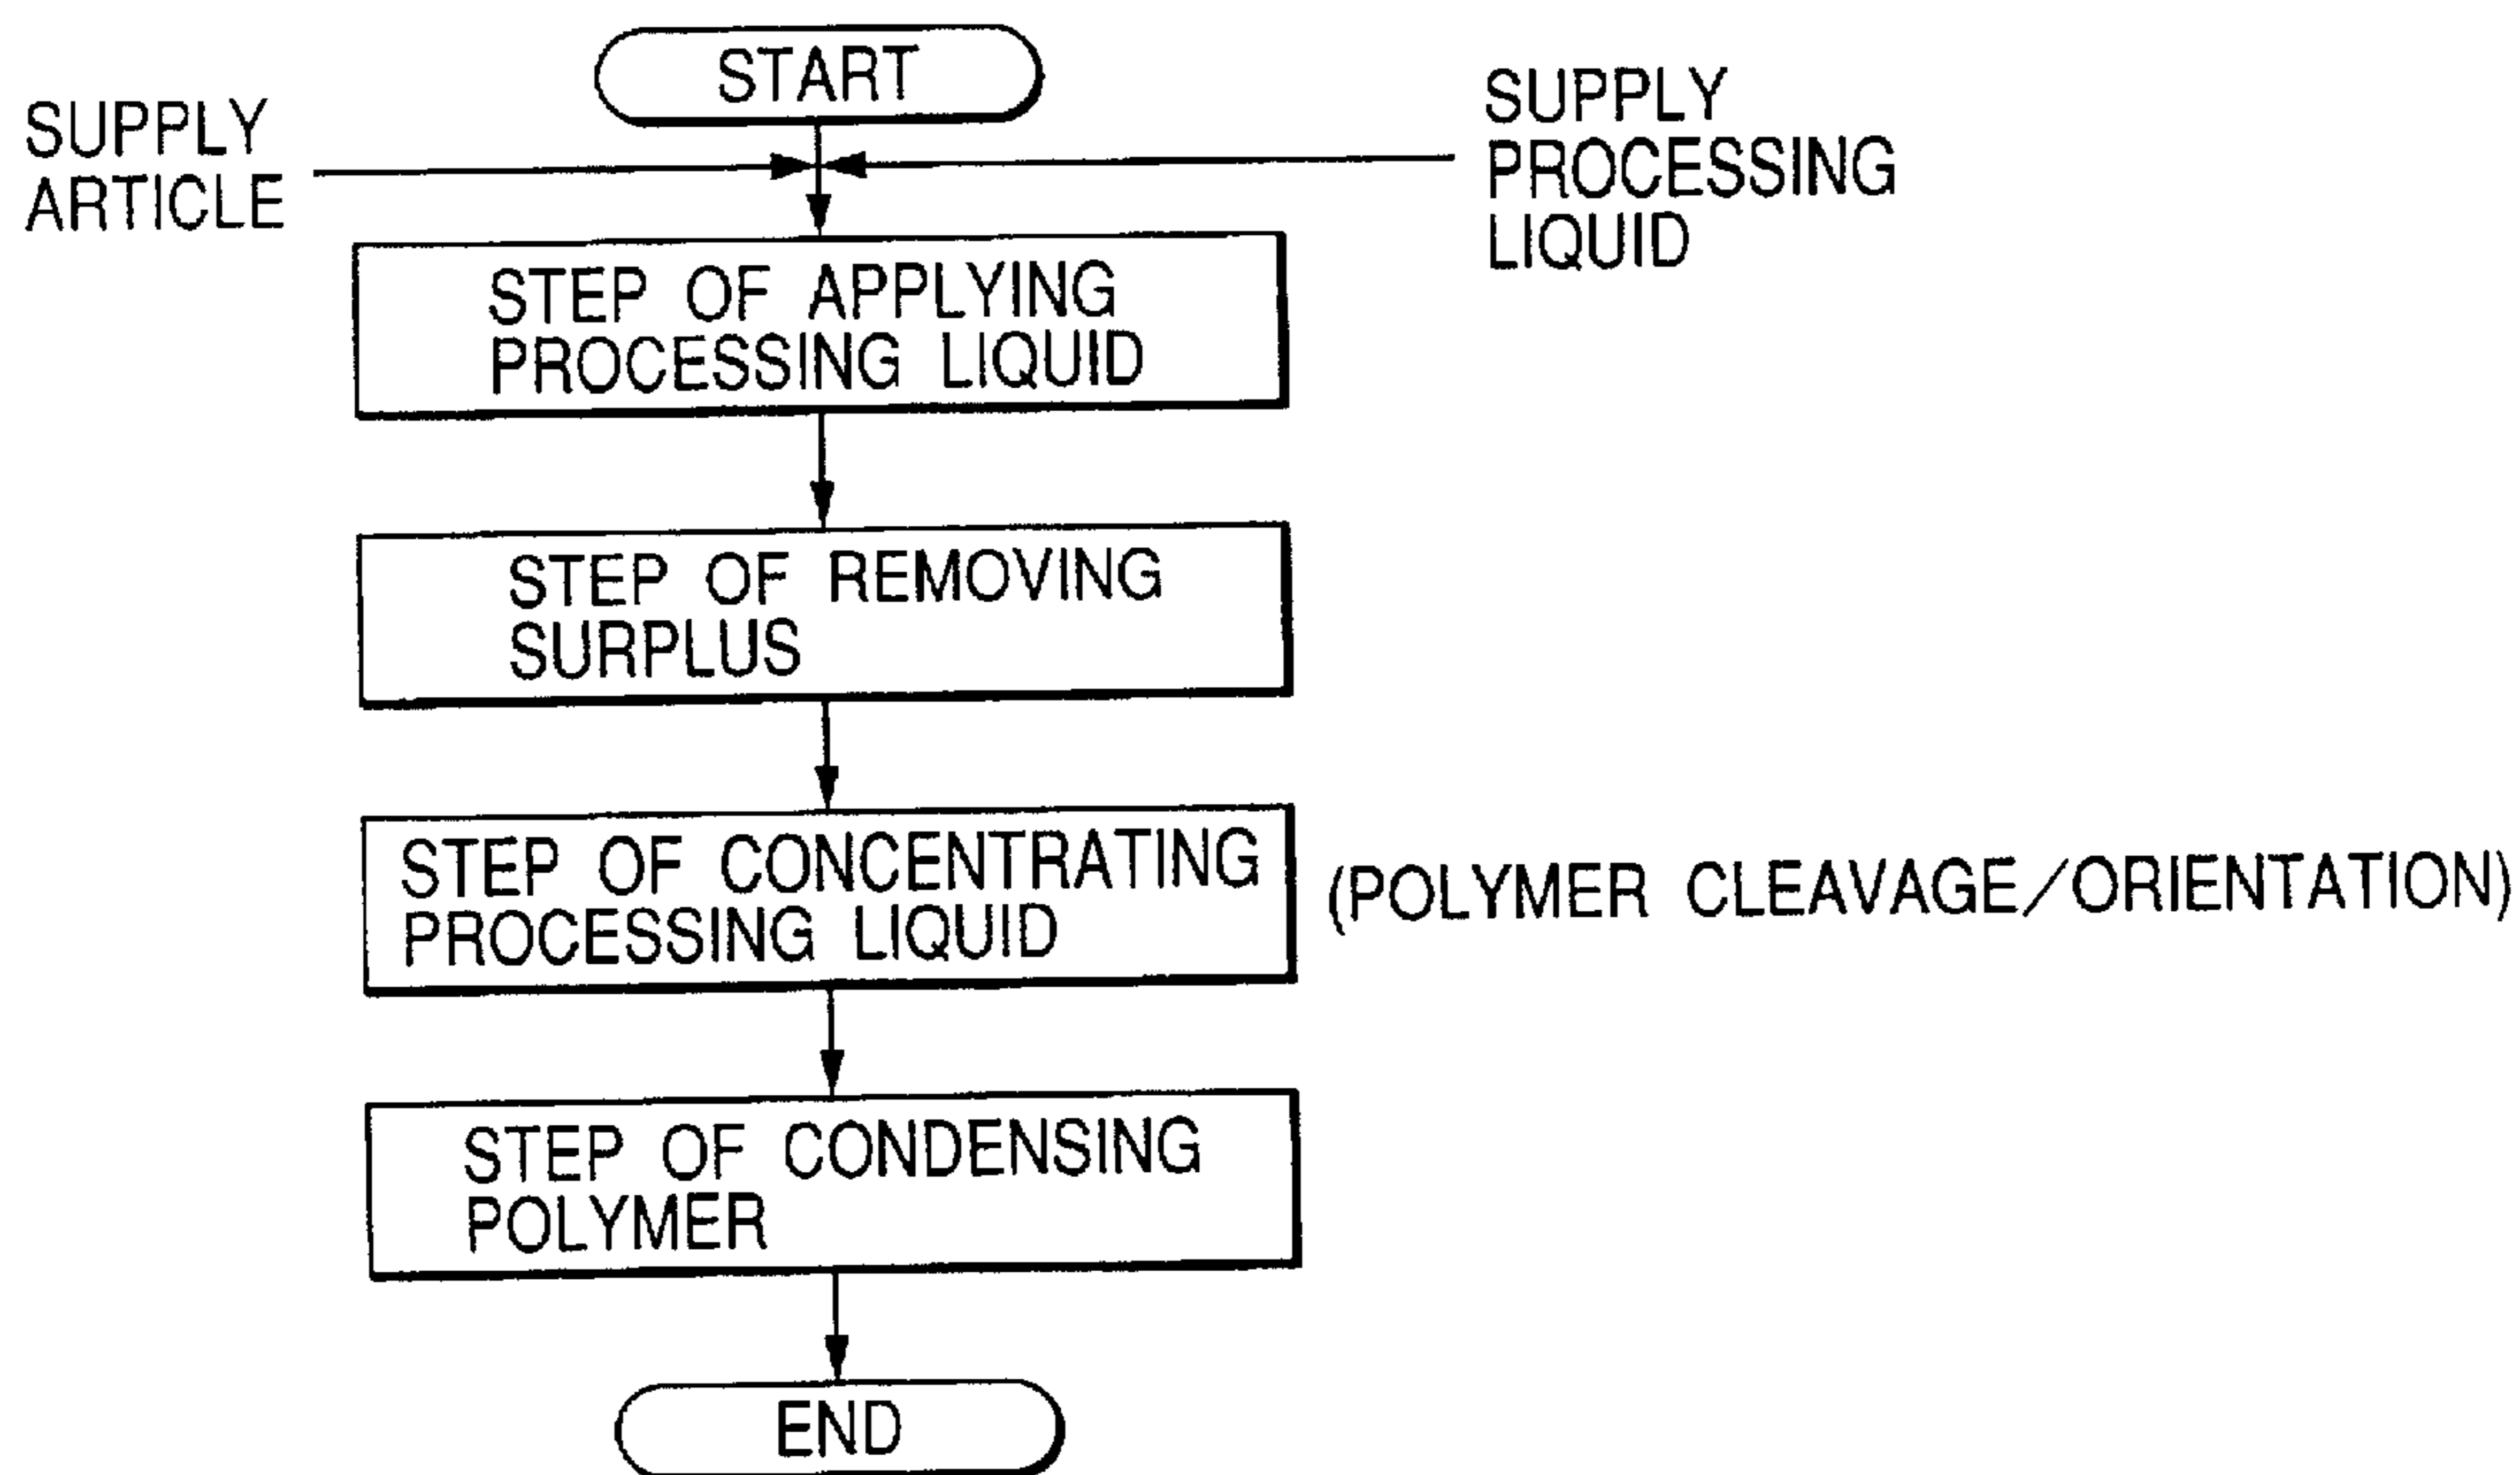 START
SUPPLY
ARTICLE
SUPPLY
PROCESSING
LIQUID
STEP OF APPLYING
PROCESSING LIQUID
STEP OF REMOVING
SURPLUS
STEP OF CONCENTRATING
PROCESSING LIQUID
(POLYMER CLEAVAGE/ORIENTATION)
STEP OF CONDENSING
POLYMER
END